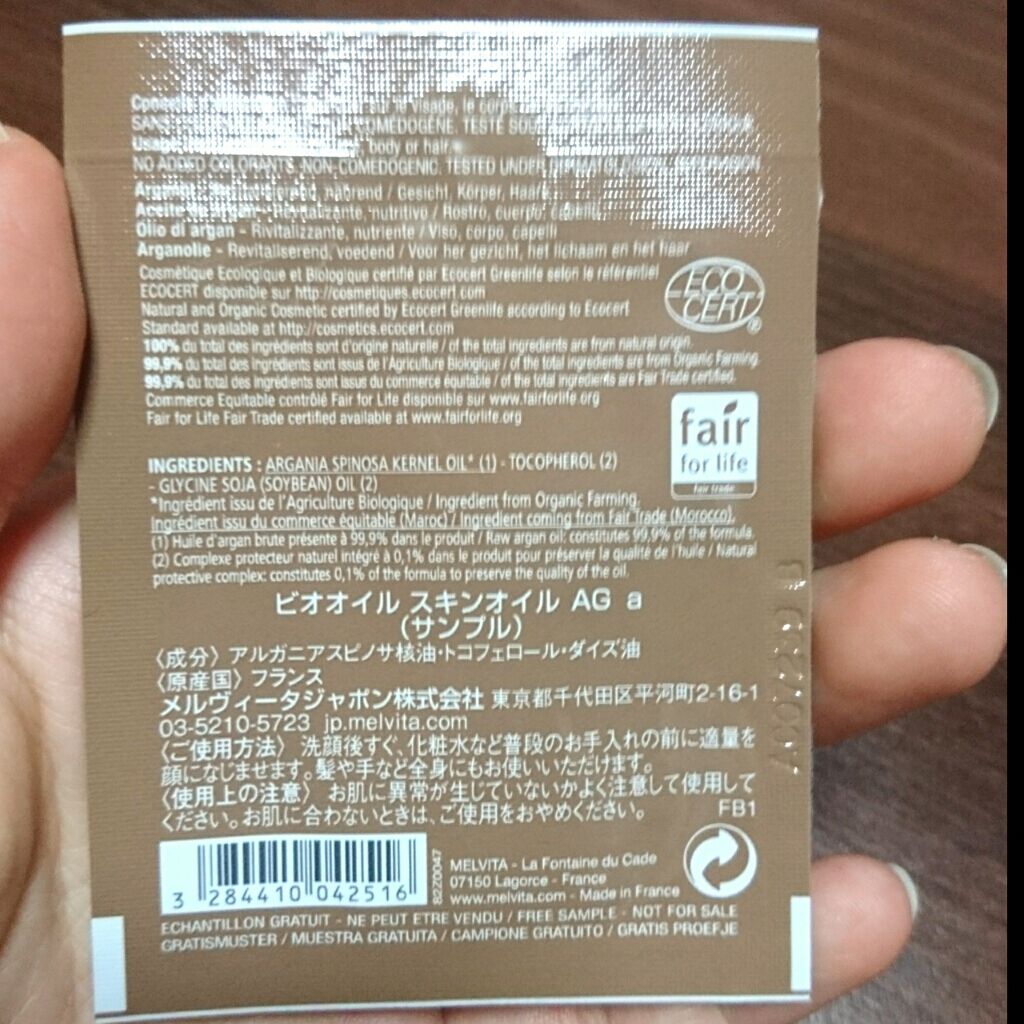 sur le visage, le corps
COMEDOGENE. TESTE SOUS
body or hair.
NO ADDED COLORANTS. NON-COMEDOGENIC. TESTED UNDER
nährend / Gesicht, Körper, Haar
Revitalizante, nutritivo / Rostro, cuerpo, cabello
Olio di argan - Rivitalizzante, nutriente / Viso, corpo, capelli
Arganolie - Revitaliserend, voedend / Voor her gezicht, het lichaam en het haar
Cosmétique Ecologique et Biologique certifié par Ecocert Greenlife selon le référentiel
ECOCERT disponible sur http://cosmetiques.ecocert.com
Natural and Organic Cosmetic certified by Ecocert Greenlife according to Ecocert
Standard available at http://cosmetics.ecocert.com
ECO
CERT
®
100% du total des ingrédients sont d'origine naturelle / of the total ingredients are from natural origin.
99,9% du total des ingrédients sont issus de l'Agriculture Biologique / of the total ingredients are from Organic Farming.
99,9% du total des ingrédients sont issus du commerce équitable / of the total ingredients are Fair Trade certified.
Commerce Equitable contrôlé Fair for Life disponible sur www.fairforlife.org
Fair for Life Fair Trade certified available at www.fairforlife.org
fair
for life
fair trade
INGREDIENTS : ARGANIA SPINOSA KERNEL OIL* (1) - TOCOPHEROL (2)
- GLYCINE SOJA (SOYBEAN) OIL (2)
*Ingrédient issu de l'Agriculture Biologique / Ingredient from Organic Farming.
Ingrédient issu du commerce équitable (Maroc) / Ingredient coming from Fair Trade (Morocco).
(1) Huile d'argan brute présente à 99,9% dans le produit / Raw argan oil: constitutes 99,9% of the formula.
(2) Complexe protecteur naturel intégré à 0,1% dans le produit pour préserver la qualité de l'huile / Natural
protective complex: constitutes 0,1% of the formula to preserve the quality of the oil.
ビオオイル スキンオイル AG a
(サンプル)
〈成分〉アルガニアスピノサ核油・トコフェロール・ダイズ油
〈原産国〉フランス
メルヴィータジャポン株式会社 東京都千代田区平河町2-16-1
03-5210-5723 jp.melvita.com
〈ご使用方法〉 洗顔後すぐ、化粧水など普段のお手入れの前に適量を
顔になじませます。髪や手など全身にもお使いいただけます。
〈使用上の注意〉 お肌に異常が生じていないかよく注意して使用して
ください。お肌に合わないときは、ご使用をおやめください。 FB1
3 284410 042516
82Z0047
MELVITA - La Fontaine du Cade
07150 Lagorce - France
www.melvita.com - Made in France
ECHANTILLON GRATUIT - NE PEUT ETRE VENDU / FREE SAMPLE - NOT FOR SALE
GRATISMUSTER / MUESTRA GRATUITA / CAMPIONE GRATUITO / GRATIS PROEFJE